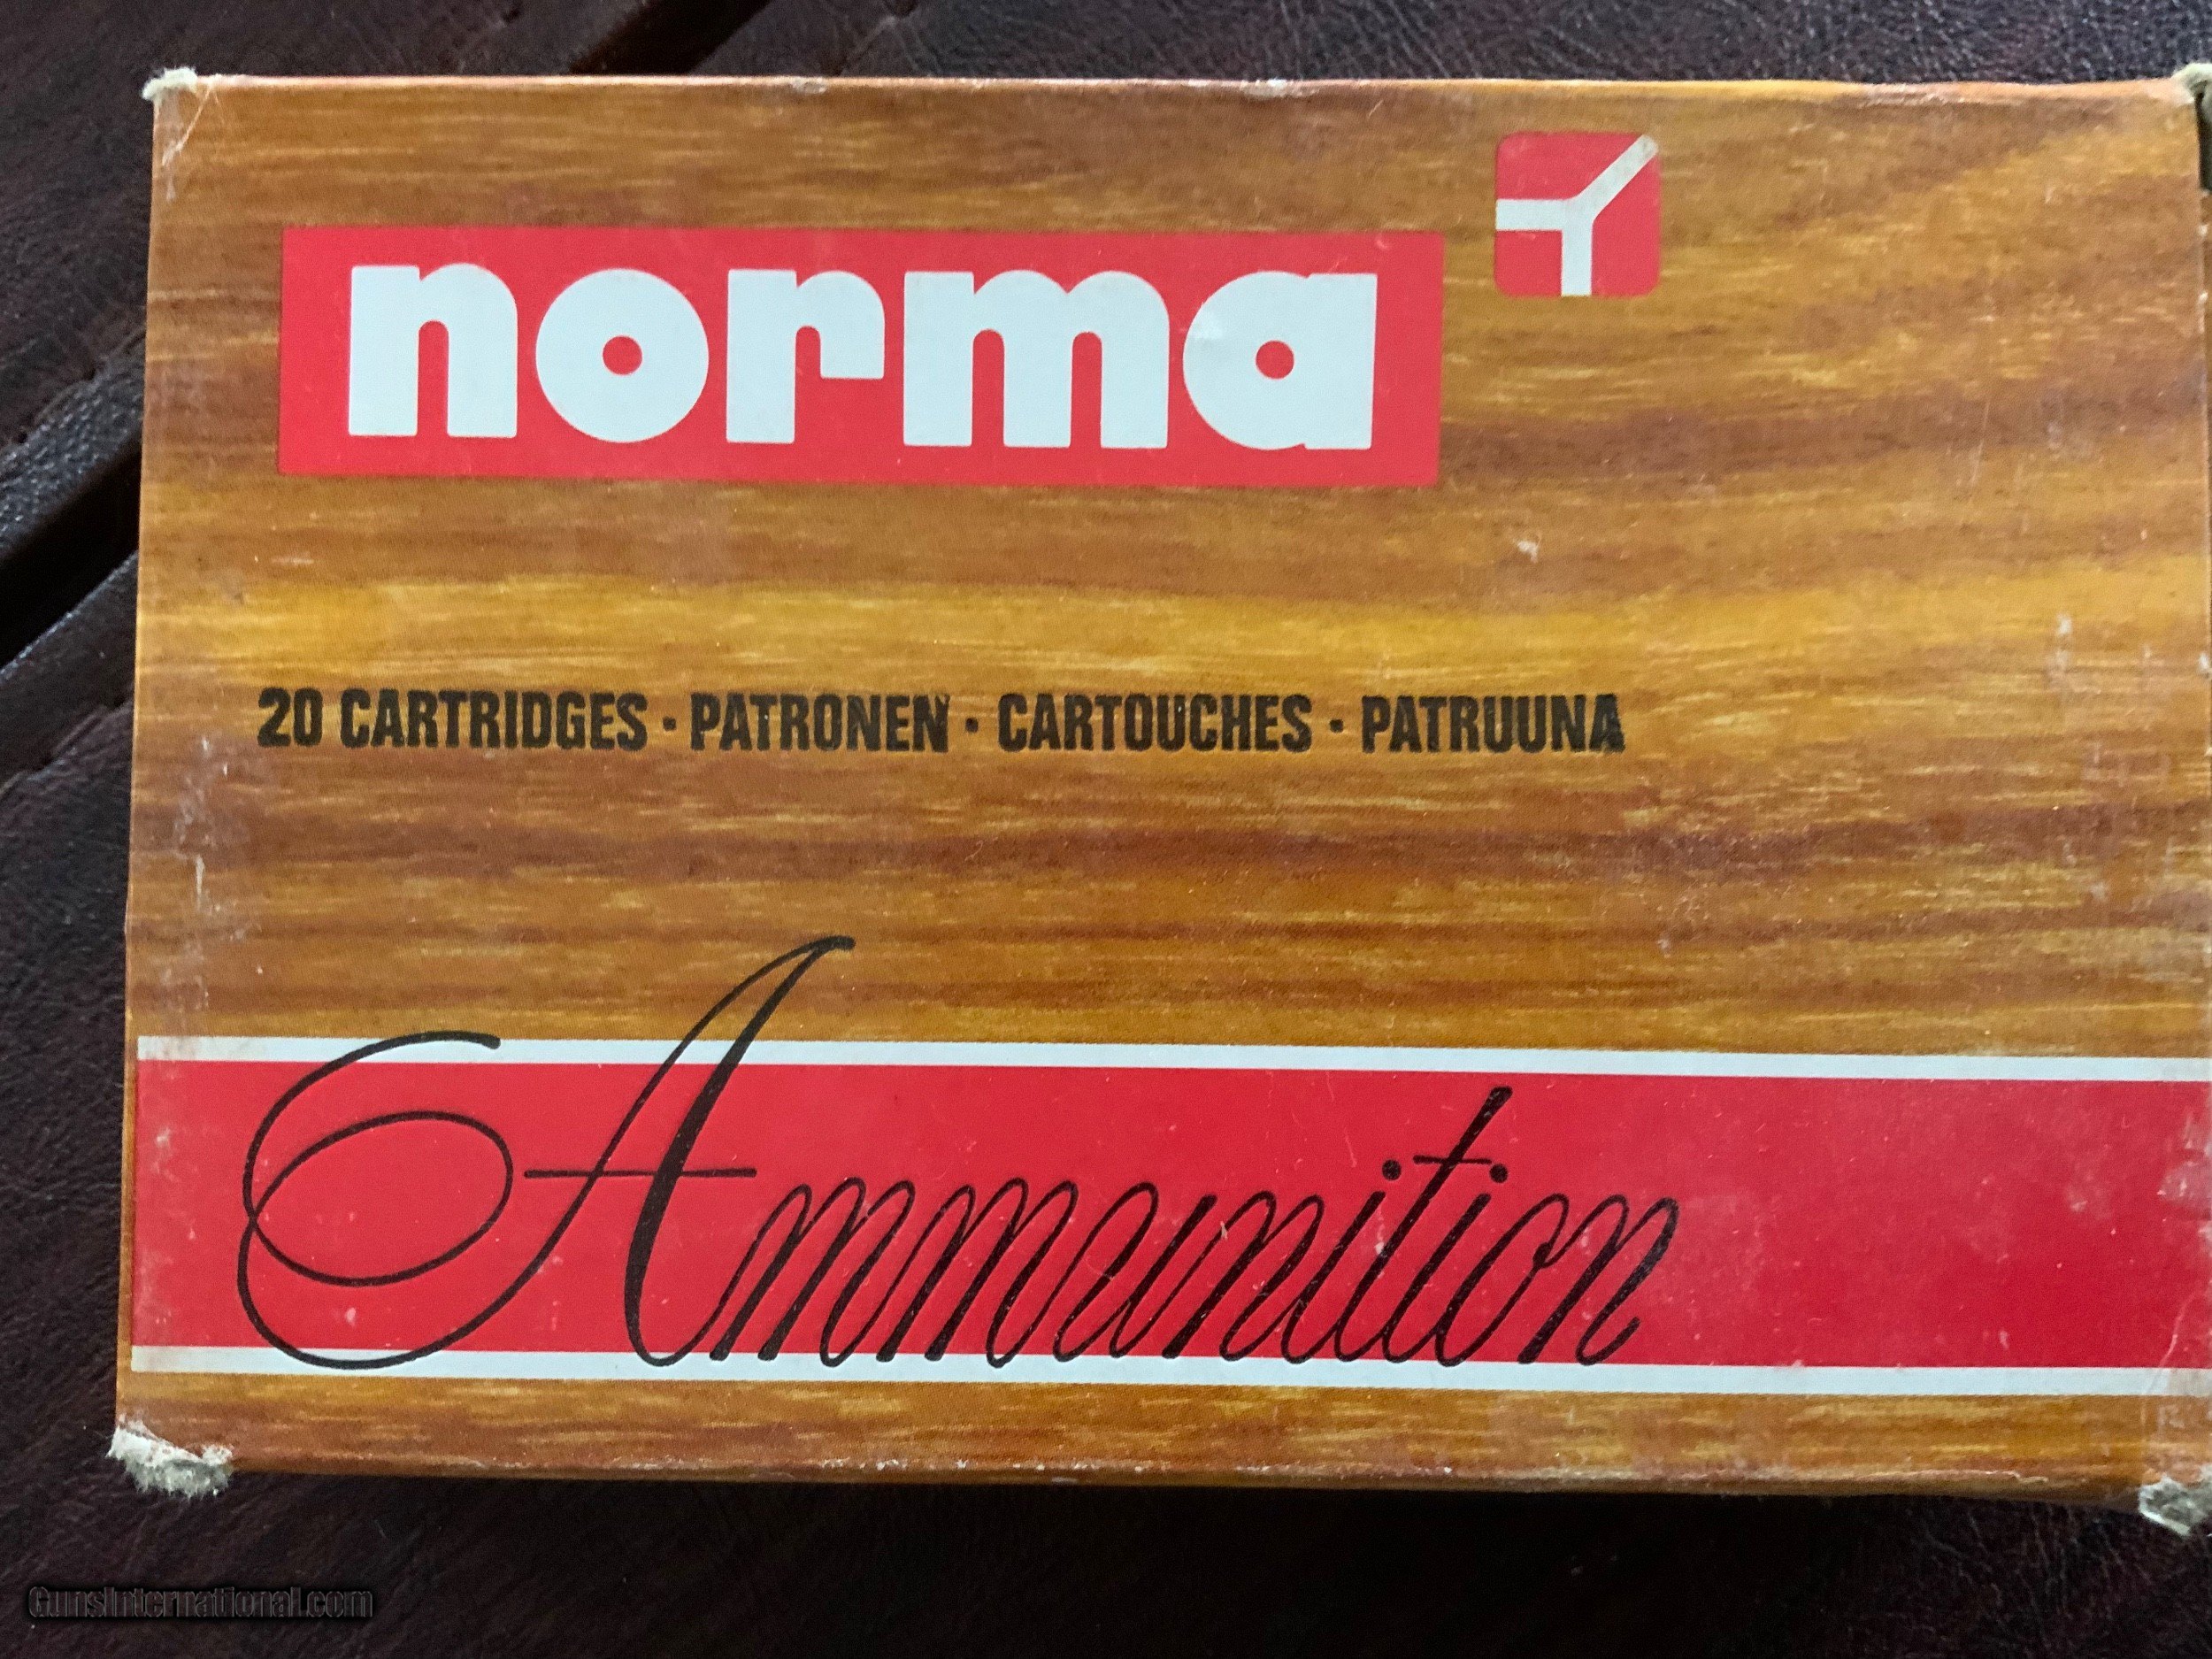 norma
20 CARTRIDGES · PATRONEN · CARTOUCHES · PATRUUNA
Ammunition
GunsInternational.com